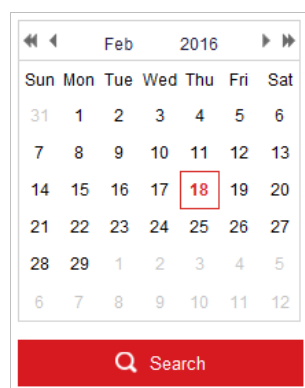 Feb 2016
Sun Mon Tue Wed Thu Fri Sat
31 1 2 3 4 5 6
7 8 9 10 11 12 13
14 15 16 17 18 19 20
21 22 23 24 25 26 27
28 29 1 2 3 4 5
6 7 8 9 10 11 12
Search